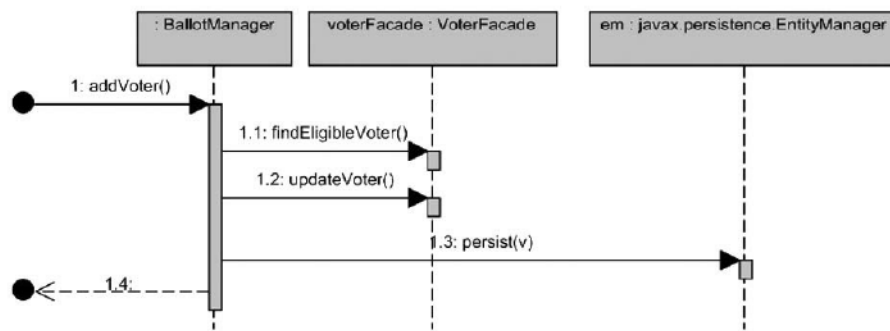 : BallotManager
voterFacade : VoterFacade
em : javax.persistence.EntityManager
1: addVoter()
1.1: findEligibleVoter()
1.2: updateVoter()
1.3: persist(v)
1.4: